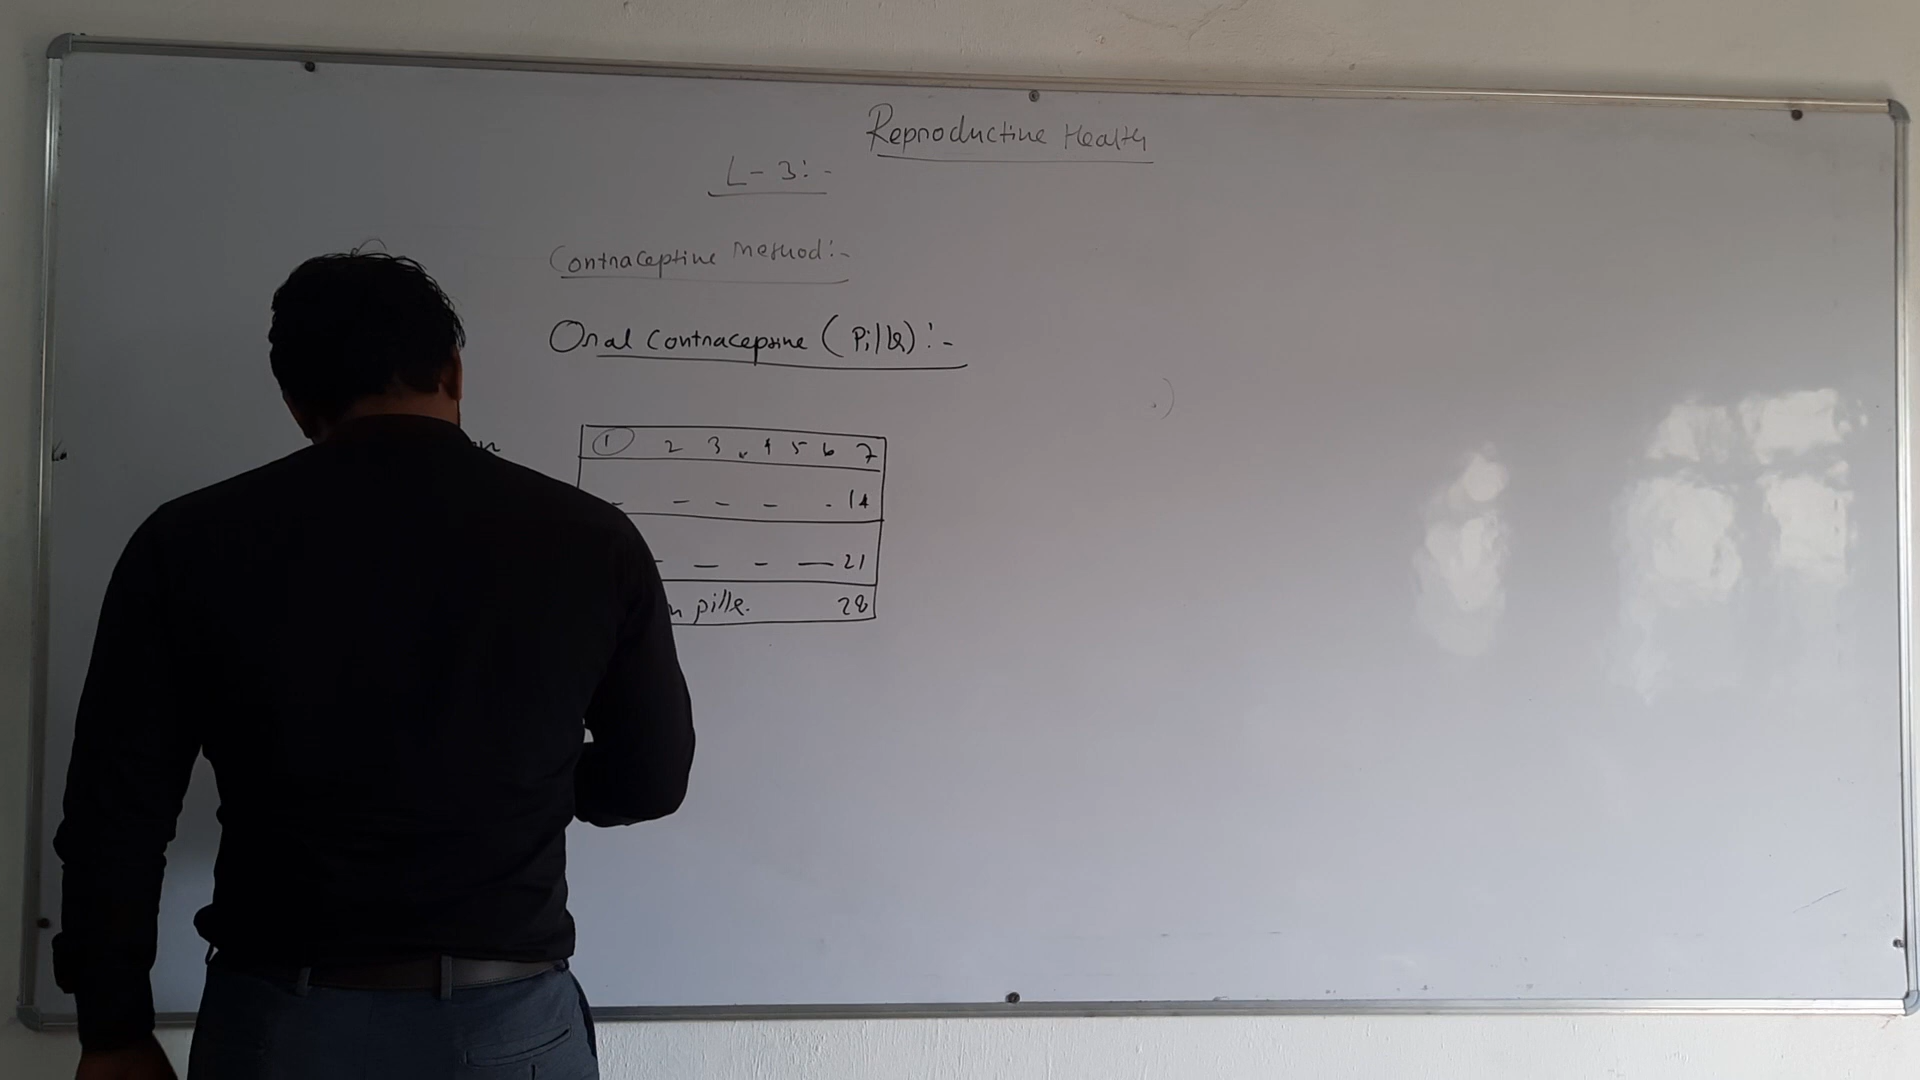 Reproductive Health
L-3:-
Contraceptive Method:-
Oral Contraceptive (Pills):-
1 2 3 4 5 6 7
- - - - - 14
- - - — 21
pills. 28